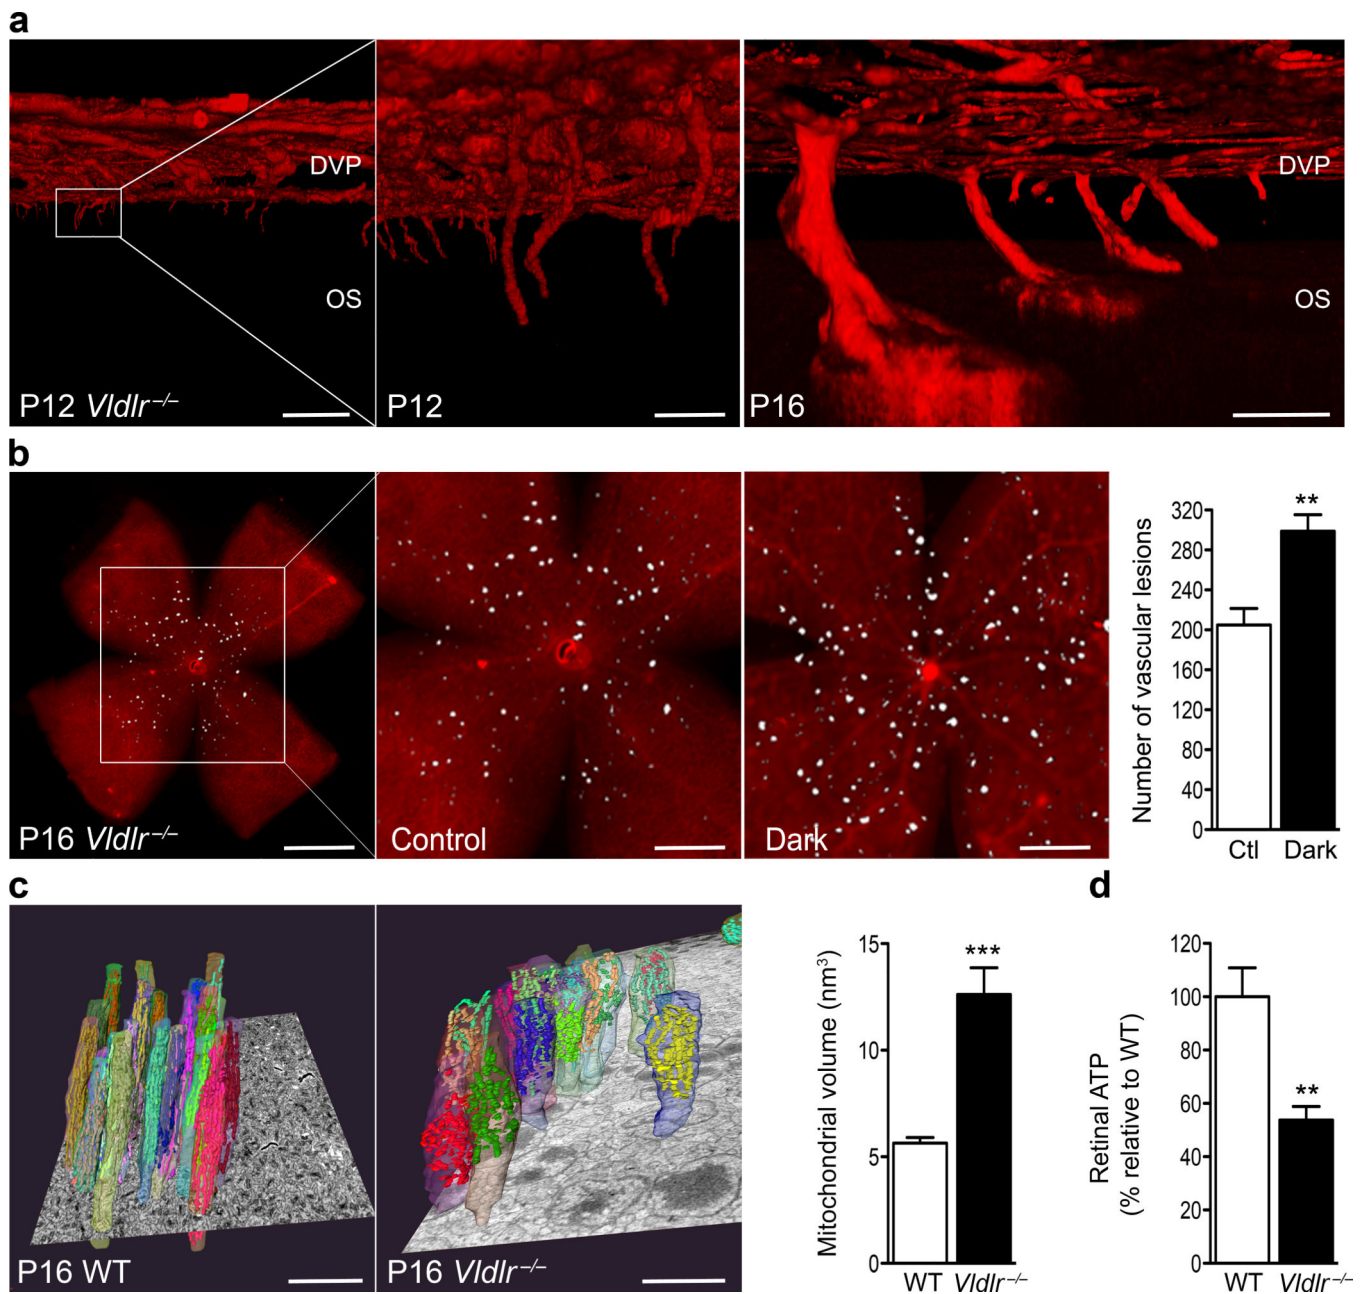 a
DVP
OS
P12 Vldlr⁻/⁻
P12
DVP
OS
P16
b
P16 Vldlr⁻/⁻
Control
Dark
Number of vascular lesions
320
280
240
200
160
120
80
40
0
**
Ctl Dark
c
P16 WT
P16 Vldlr⁻/⁻
Mitochondrial volume (nm³)
15
10
5
0
***
WT Vldlr⁻/⁻
d
Retinal ATP
(% relative to WT)
120
100
80
60
40
20
0
**
WT Vldlr⁻/⁻